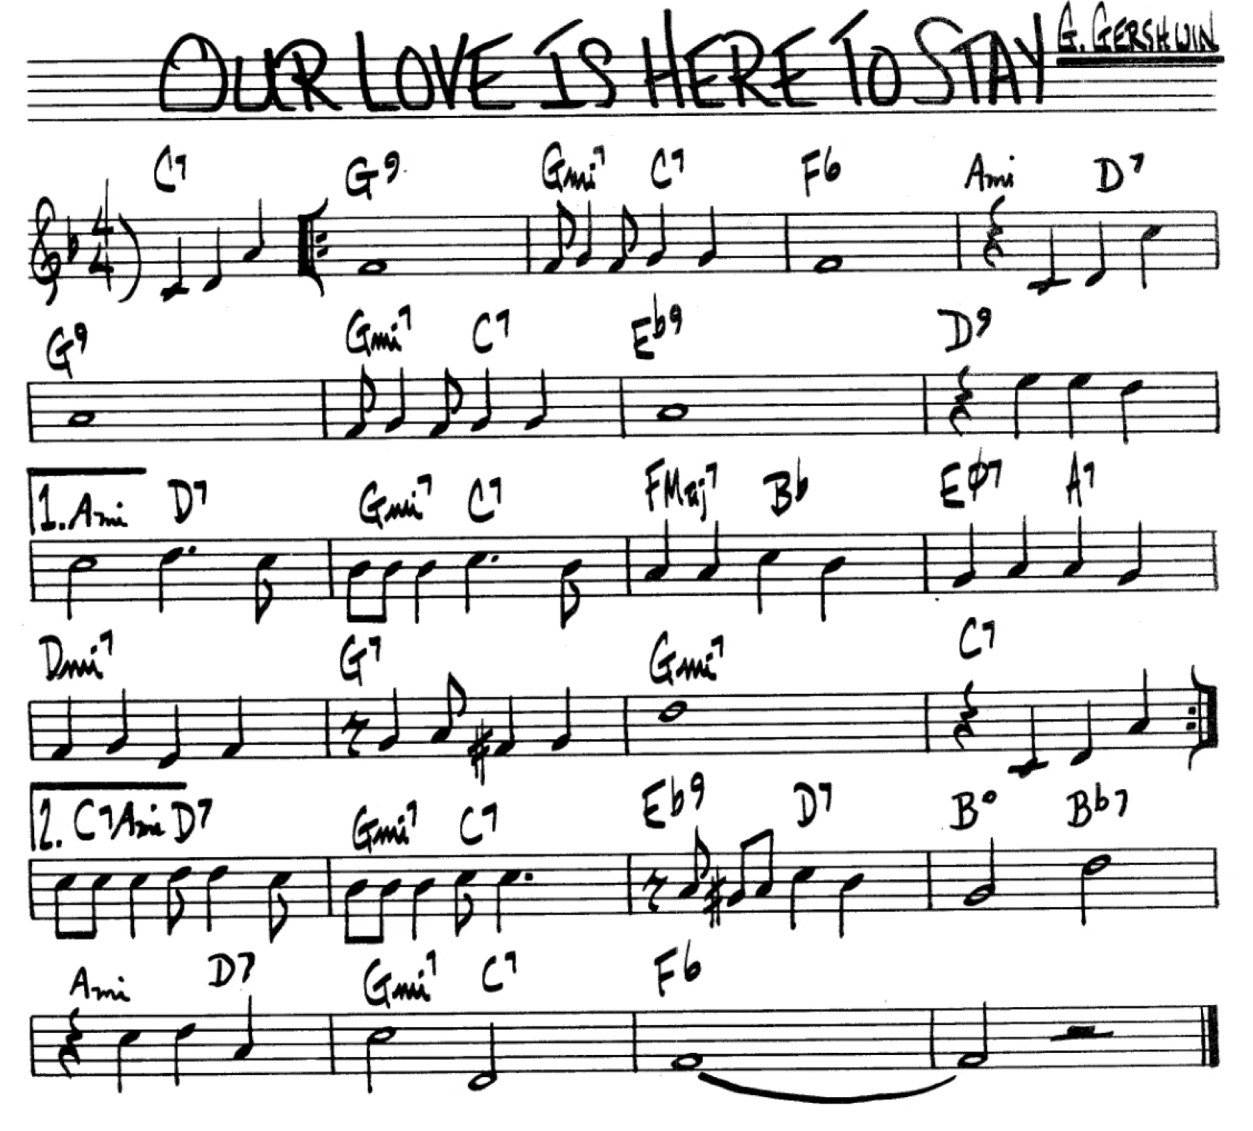 OUR LOVE IS HERE TO STAY G. GERSHWIN
C7 G9 Gmi7 C7 F6 Ami D7
4
4
G9 Gmi7 C7 Eb9 D9
1. Ami D7 Gmi7 C7 FMaj7 Bb EØ7 A7
Dmi7 G7 Gmi7 C7
2. C7 Ami D7 Gmi7 C7 Eb9 D7 B° Bb7
Ami D7 Gmi7 C7 F6